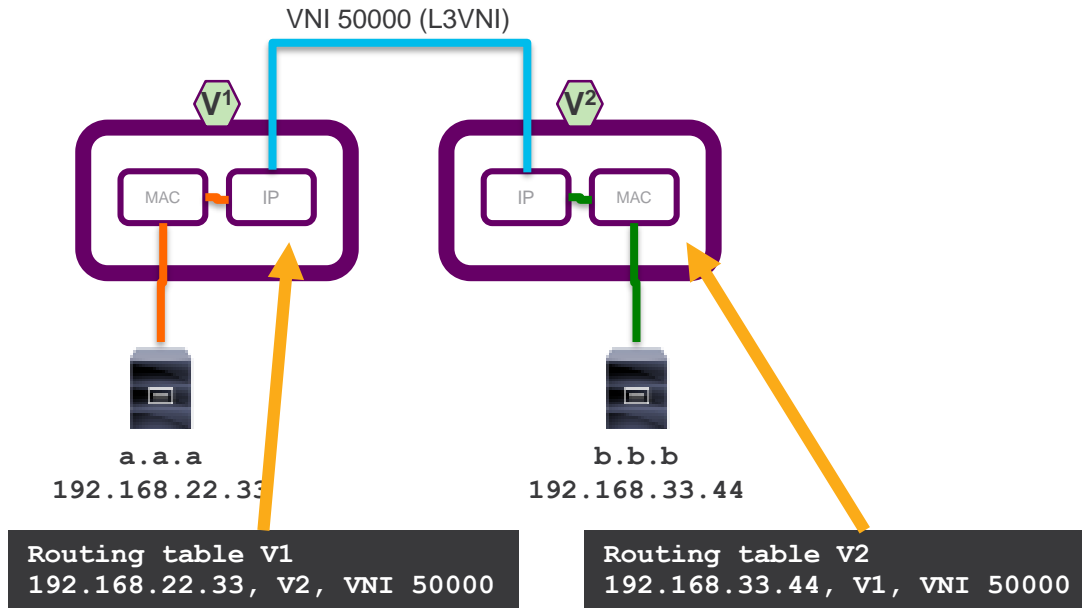 VNI 50000 (L3VNI)
V1
V2
MAC
IP
IP
MAC
a.a.a
192.168.22.33
b.b.b
192.168.33.44
Routing table V1
192.168.22.33, V2, VNI 50000
Routing table V2
192.168.33.44, V1, VNI 50000